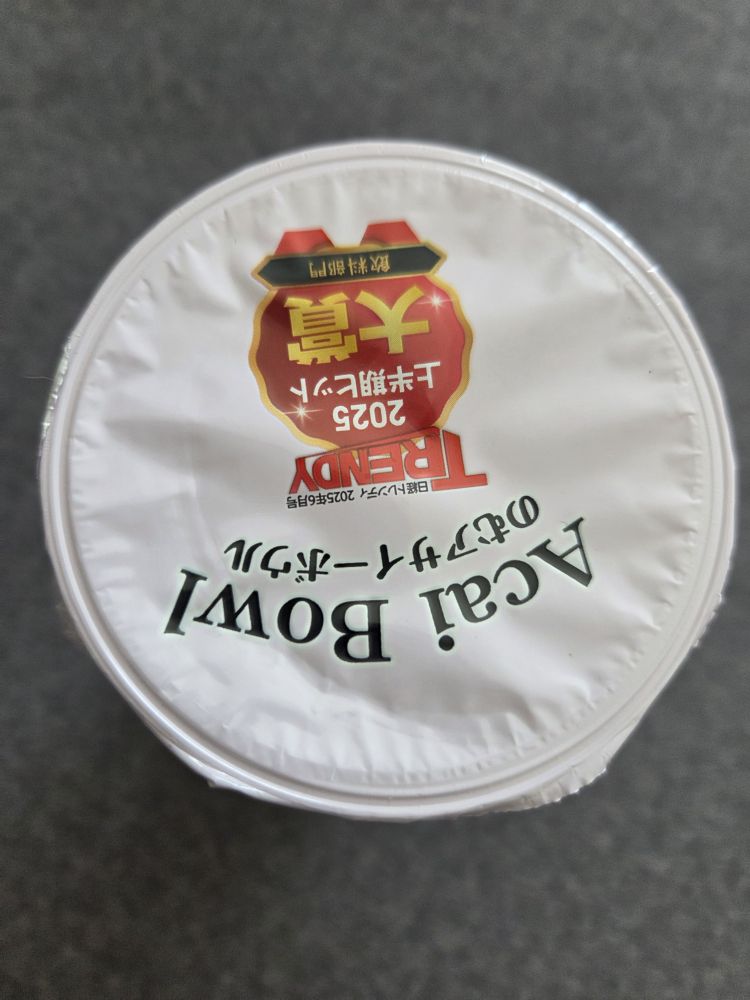 Acai Bowl
のむアサイーボウル
日経トレンディ 2025年6月号
TRENDY
2025
上半期ヒット
大賞
飲料部門